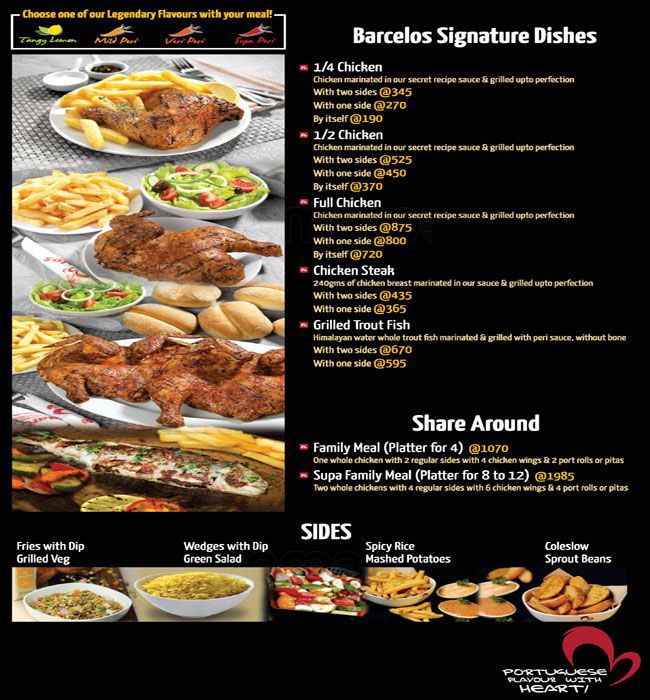 Choose one of our Legendary Flavours with your meal!
Tangy Lemon Mild Peri Veri Peri Supa Peri
Barcelos Signature Dishes
1/4 Chicken
Chicken marinated in our secret recipe sauce & grilled upto perfection
With two sides @345
With one side @270
By itself @190
1/2 Chicken
Chicken marinated in our secret recipe sauce & grilled upto perfection
With two sides @525
With one side @450
By itself @370
Full Chicken
Chicken marinated in our secret recipe sauce & grilled upto perfection
With two sides @875
With one side @800
By itself @720
Chicken Steak
240gms of chicken breast marinated in our sauce & grilled upto perfection
With two sides @435
With one side @365
Grilled Trout Fish
Himalayan water whole trout fish marinated & grilled with peri sauce, without bone
With two sides @670
With one side @595
Share Around
Family Meal (Platter for 4) @1070
One whole chicken with 2 regular sides with 4 chicken wings & 2 port rolls or pitas
Supa Family Meal (Platter for 8 to 12) @1985
Two whole chickens with 4 regular sides with 6 chicken wings & 4 port rolls or pitas
SIDES
Fries with Dip Wedges with Dip Spicy Rice Coleslow
Grilled Veg Green Salad Mashed Potatoes Sprout Beans
PORTUGUESE
FLAVOUR WITH
HEART!